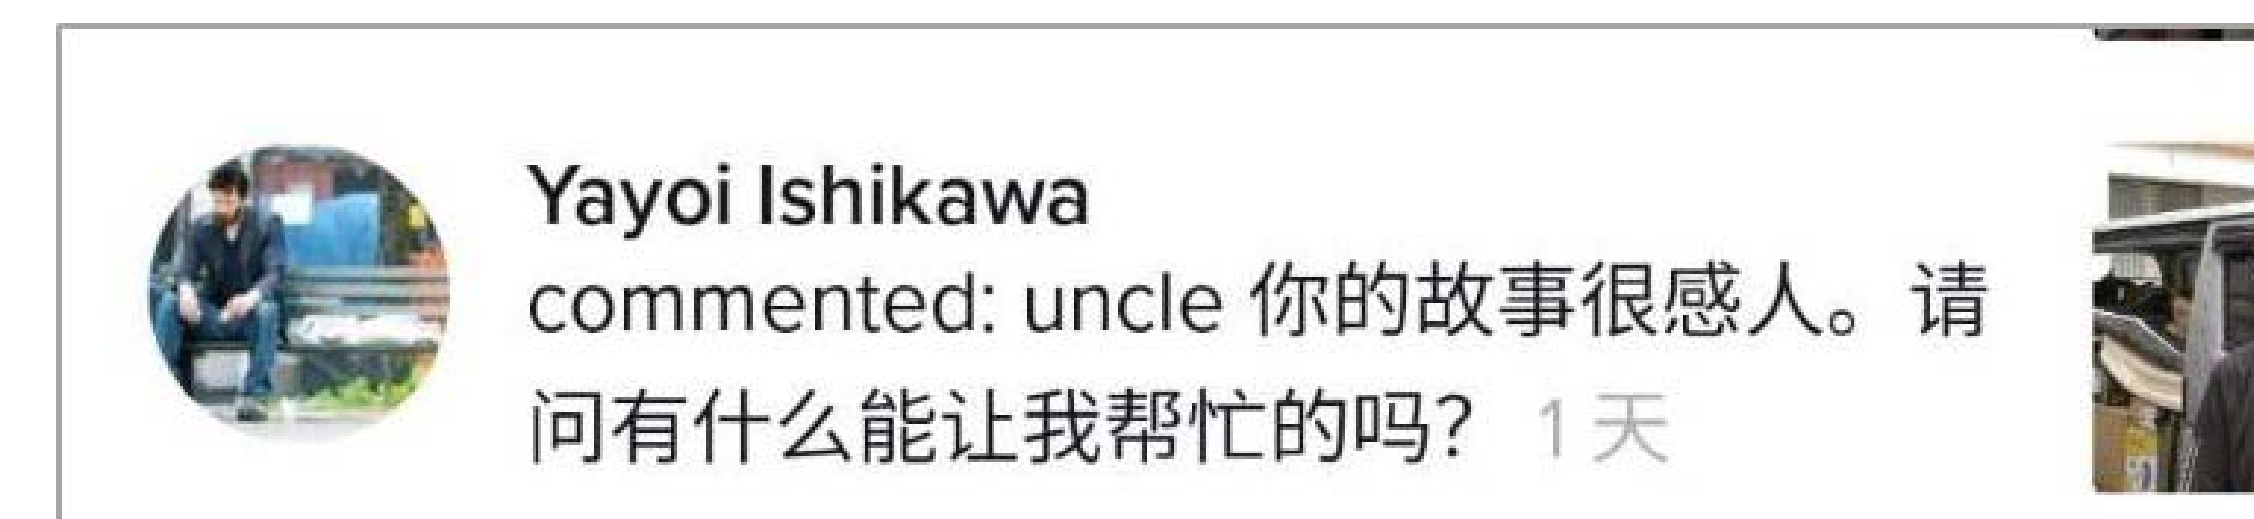 Yayoi Ishikawa
commented: uncle 你的故事很感人。请
问有什么能让我帮忙的吗？ 1 天